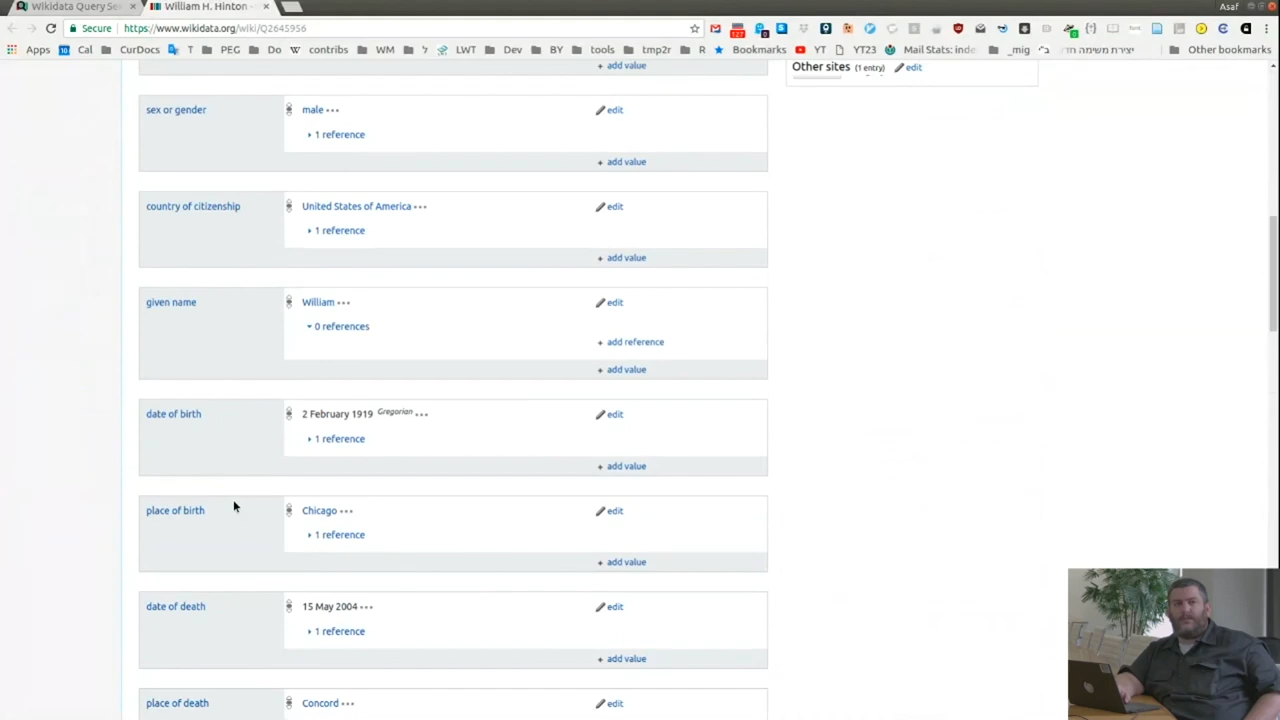 Wikidata Query Se
William H. Hinton -
Asaf
Secure https://www.wikidata.org/wiki/Q2645956
127
Apps 10 Cal CurDocs T PEG Do contribs WM ל LWT Dev BY tools tmp2r R Bookmarks YT YT23 Mail Stats: inde _mig יצירת משימה חדי Other bookmarks
+ add value
Other sites (1 entry) edit
sex or gender
male
edit
1 reference
+ add value
country of citizenship
United States of America
edit
1 reference
+ add value
given name
William
edit
0 references
+ add reference
+ add value
date of birth
2 February 1919 Gregorian
edit
1 reference
+ add value
place of birth
Chicago
edit
1 reference
+ add value
date of death
15 May 2004
edit
1 reference
+ add value
place of death
Concord
edit